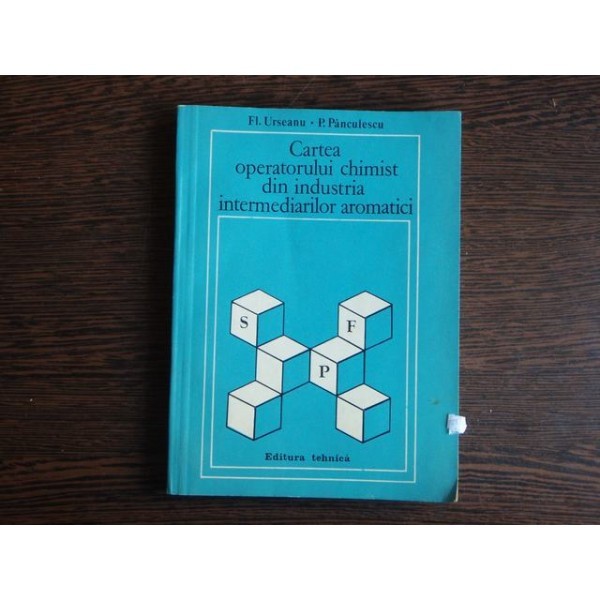 Fl. Urseanu • P. Pânculescu
Cartea
operatorului chimist
din industria
intermediarilor aromatici
S
F
P
Editura tehnică